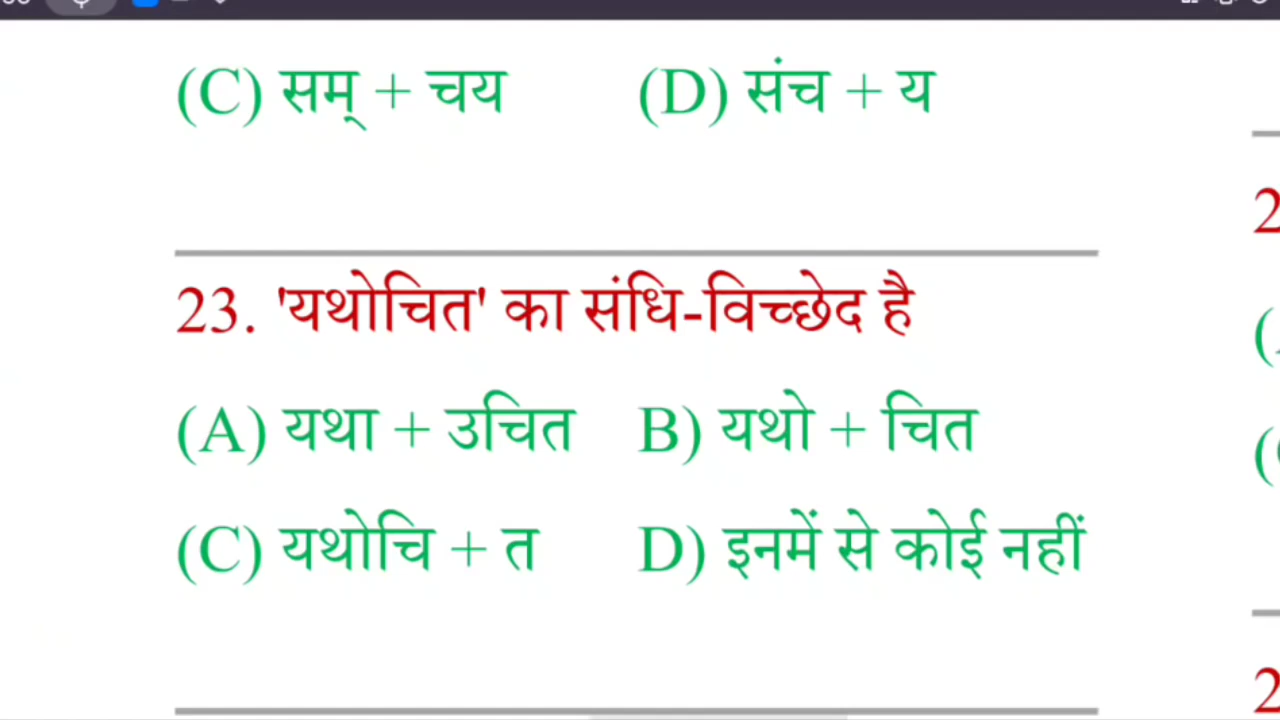 (C) सम् + चय (D) संच + य
23. 'यथोचित' का संधि-विच्छेद है
(A) यथा + उचित B) यथो + चित
(C) यथोचि + त D) इनमें से कोई नहीं